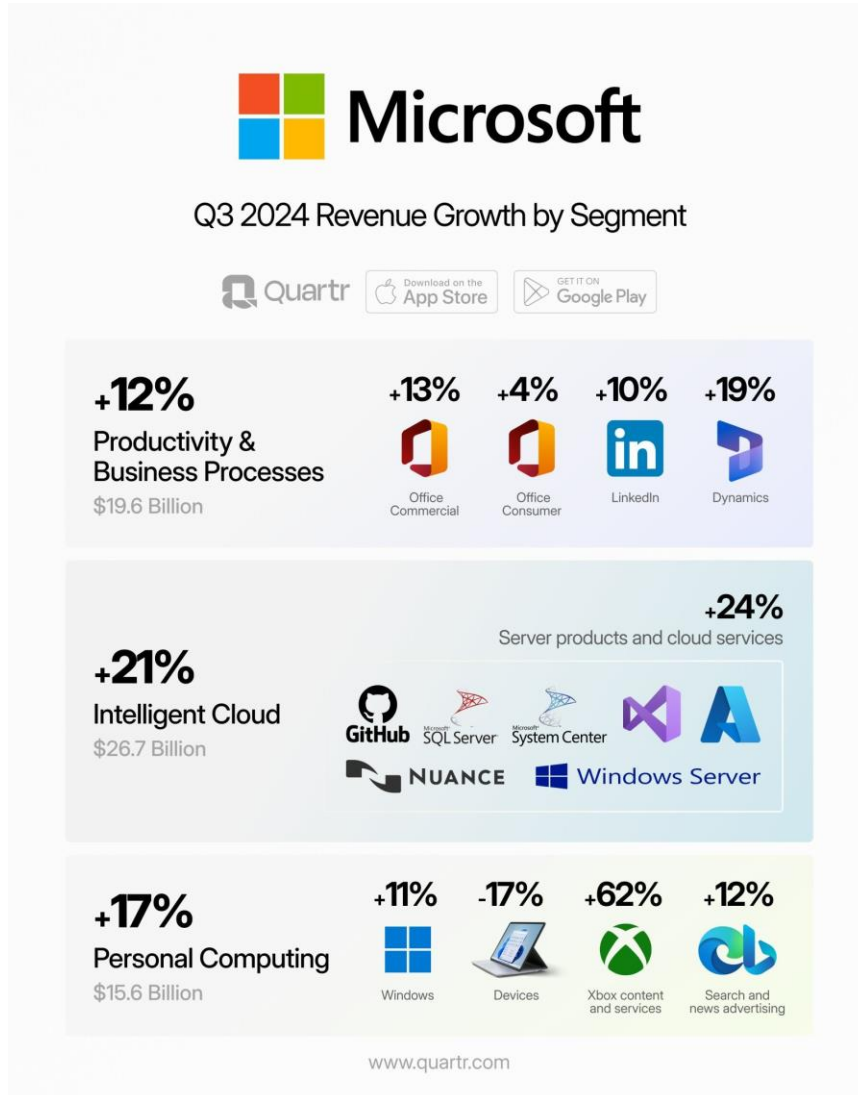 Microsoft
Q3 2024 Revenue Growth by Segment
Quartr
Download on the
App Store
GET IT ON
Google Play
+12%
Productivity &
Business Processes
$19.6 Billion
+13%
Office
Commercial
+4%
Office
Consumer
+10%
in
LinkedIn
+19%
Dynamics
+21%
Intelligent Cloud
$26.7 Billion
+24%
Server products and cloud services
GitHub
Microsoft
SQL Server
Microsoft
System Center
NUANCE
Windows Server
+17%
Personal Computing
$15.6 Billion
+11%
Windows
-17%
Devices
+62%
Xbox content
and services
+12%
Search and
news advertising
www.quartr.com